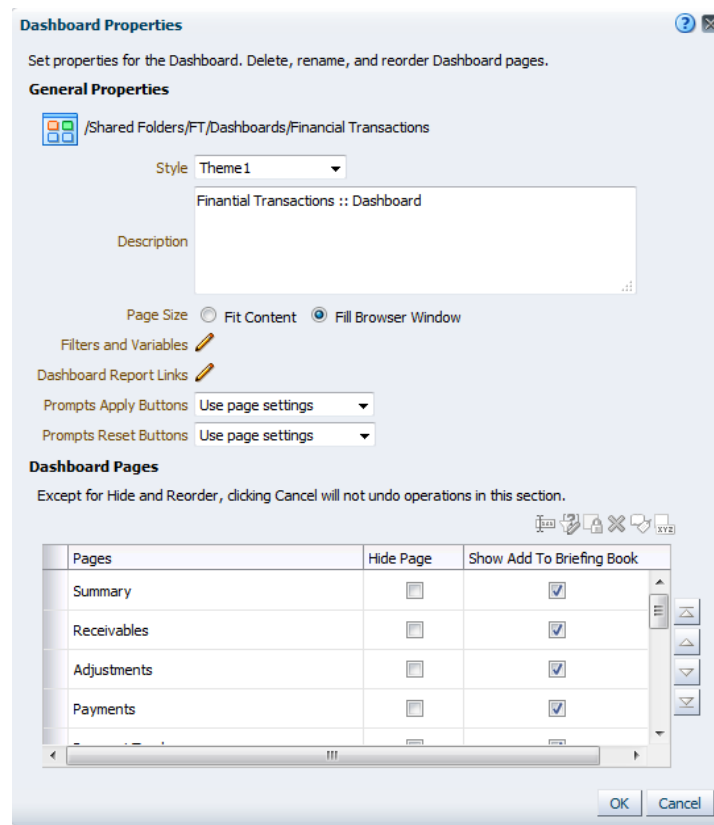 Dashboard Properties
Set properties for the Dashboard. Delete, rename, and reorder Dashboard pages.
General Properties
/Shared Folders/FT/Dashboards/Financial Transactions
Style Theme1
Finantial Transactions :: Dashboard
Description
Page Size Fit Content Fill Browser Window
Filters and Variables
Dashboard Report Links
Prompts Apply Buttons Use page settings
Prompts Reset Buttons Use page settings
Dashboard Pages
Except for Hide and Reorder, clicking Cancel will not undo operations in this section.
XYZ
Pages Hide Page Show Add To Briefing Book
Summary
Receivables
Adjustments
Payments
OK Cancel